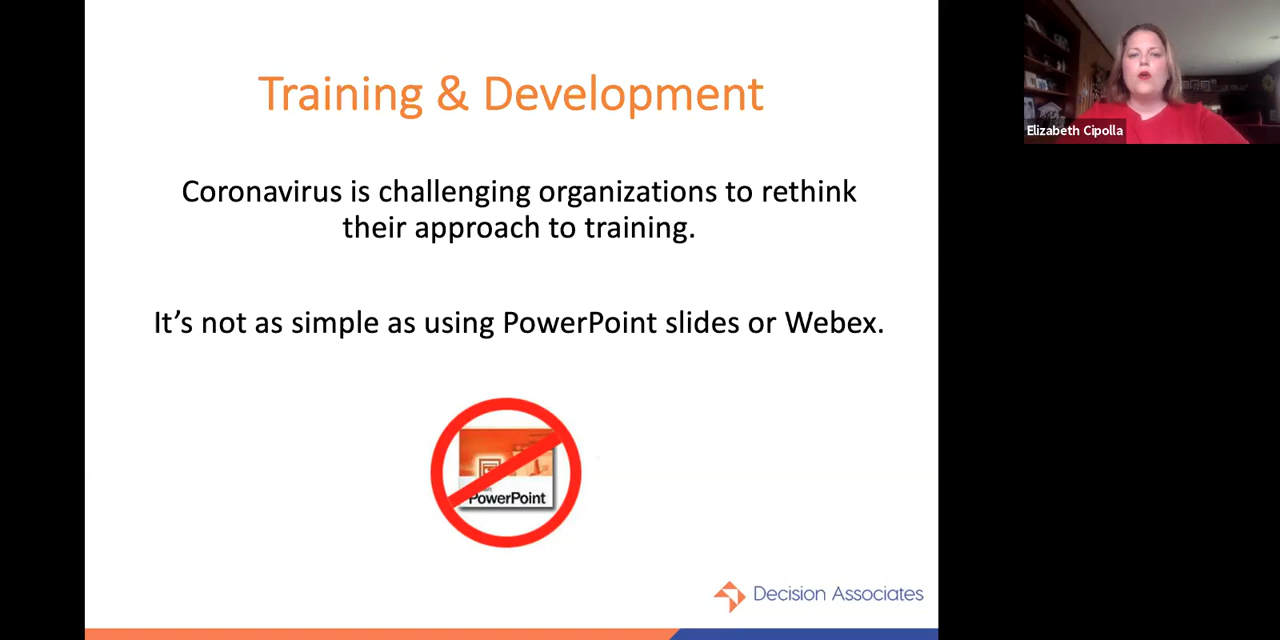 Training & Development
Coronavirus is challenging organizations to rethink
their approach to training.
It's not as simple as using PowerPoint slides or Webex.
PowerPoint
Decision Associates
Elizabeth Cipolla